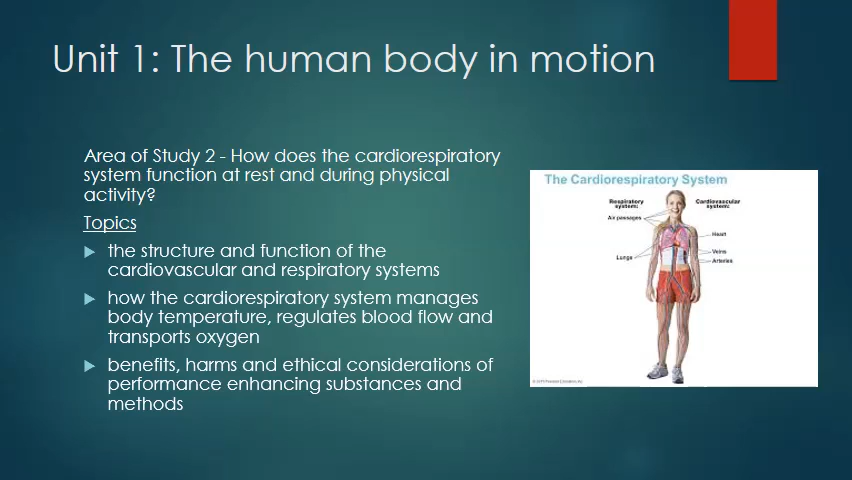 Unit 1: The human body in motion
Area of Study 2 - How does the cardiorespiratory
system function at rest and during physical
activity?
Topics
the structure and function of the
cardiovascular and respiratory systems
how the cardiorespiratory system manages
body temperature, regulates blood flow and
transports oxygen
benefits, harms and ethical considerations of
performance enhancing substances and
methods
The Cardiorespiratory System
Respiratory
system:
Air passages
Lungs
Cardiovascular
system:
Heart
Veins
Arteries